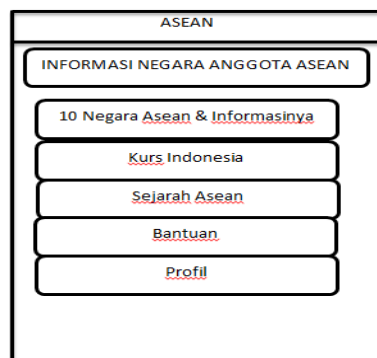 ASEAN
INFORMASI NEGARA ANGGOTA ASEAN
10 Negara Asean & Informasinya
Kurs Indonesia
Sejarah Asean
Bantuan
Profil